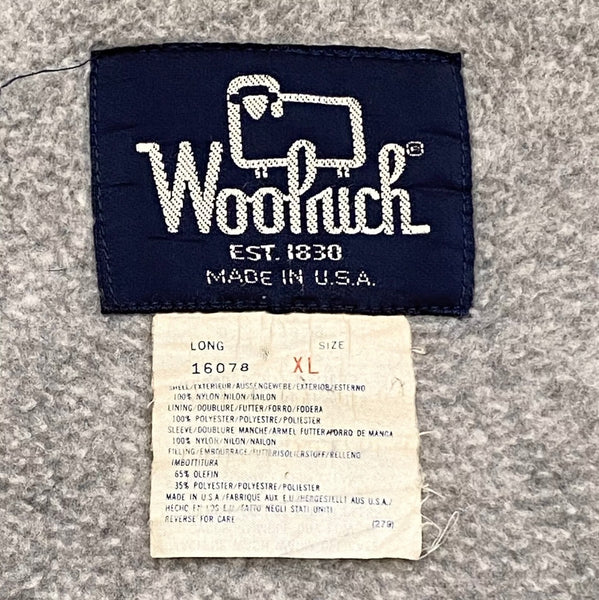 Woolrich®
EST. 1830
MADE IN U.S.A.
LONG SIZE
16078 XL
SHELL/EXTERIEUR/AUSSENGEWEBE/EXTERIOR/ESTERNO
100% NYLON/NILON/NAILON
LINING/DOUBLURE/FUTTER/FORRO/FODERA
100% POLYESTER/POLYESTRE/POLIESTER
SLEEVE/DOUBLURE MANCHE/ARMEL FUTTER/FORRO DE MANGA
100% NYLON/NILON/NAILON
FILLING/EMBOURRAGE/FUTTERISOLIERSTOFF/RELLENO
IMBOTTITURA
65% OLEFIN
35% POLYESTER/POLYESTRE/POLIESTER
MADE IN U.S.A./FABRIQUE AUX E.U./HERGESTELLT AUS U.S.A./
HECHO EN LOS E.U./FATTO NEGLI STATI UNITI
REVERSE FOR CARE (279)